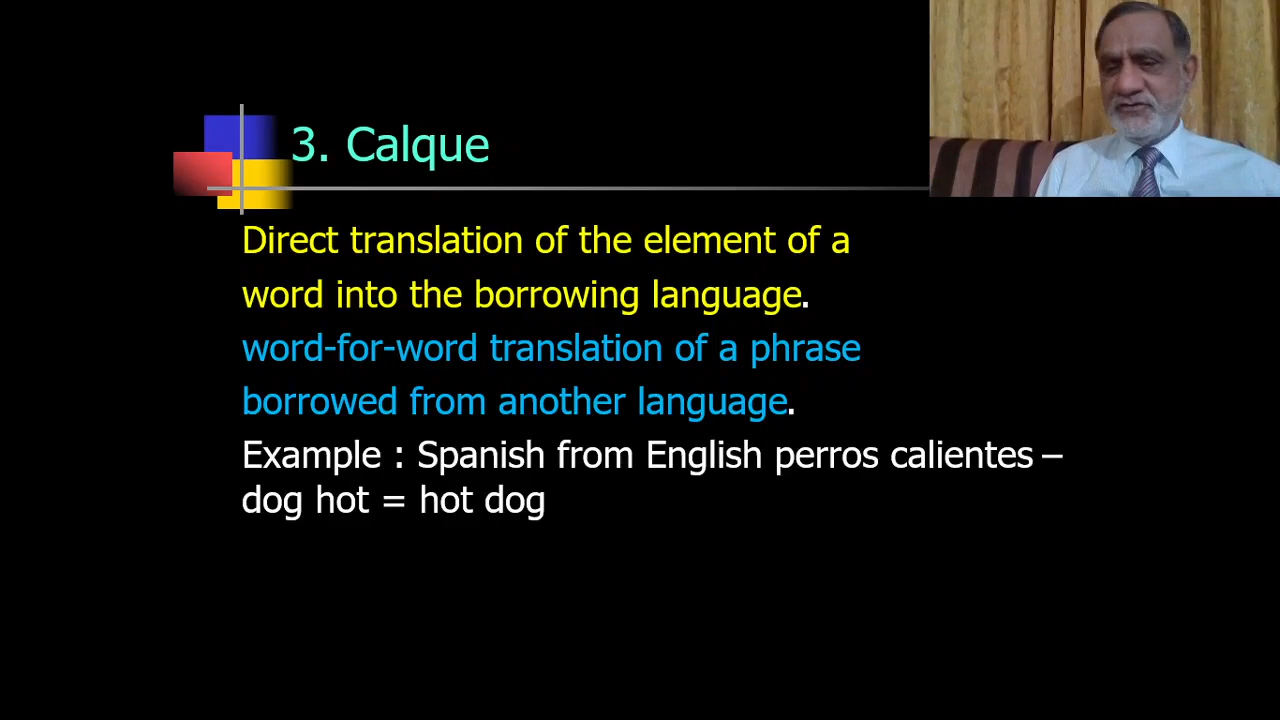 3. Calque
Direct translation of the element of a
word into the borrowing language.
word-for-word translation of a phrase
borrowed from another language.
Example : Spanish from English perros calientes –
dog hot = hot dog